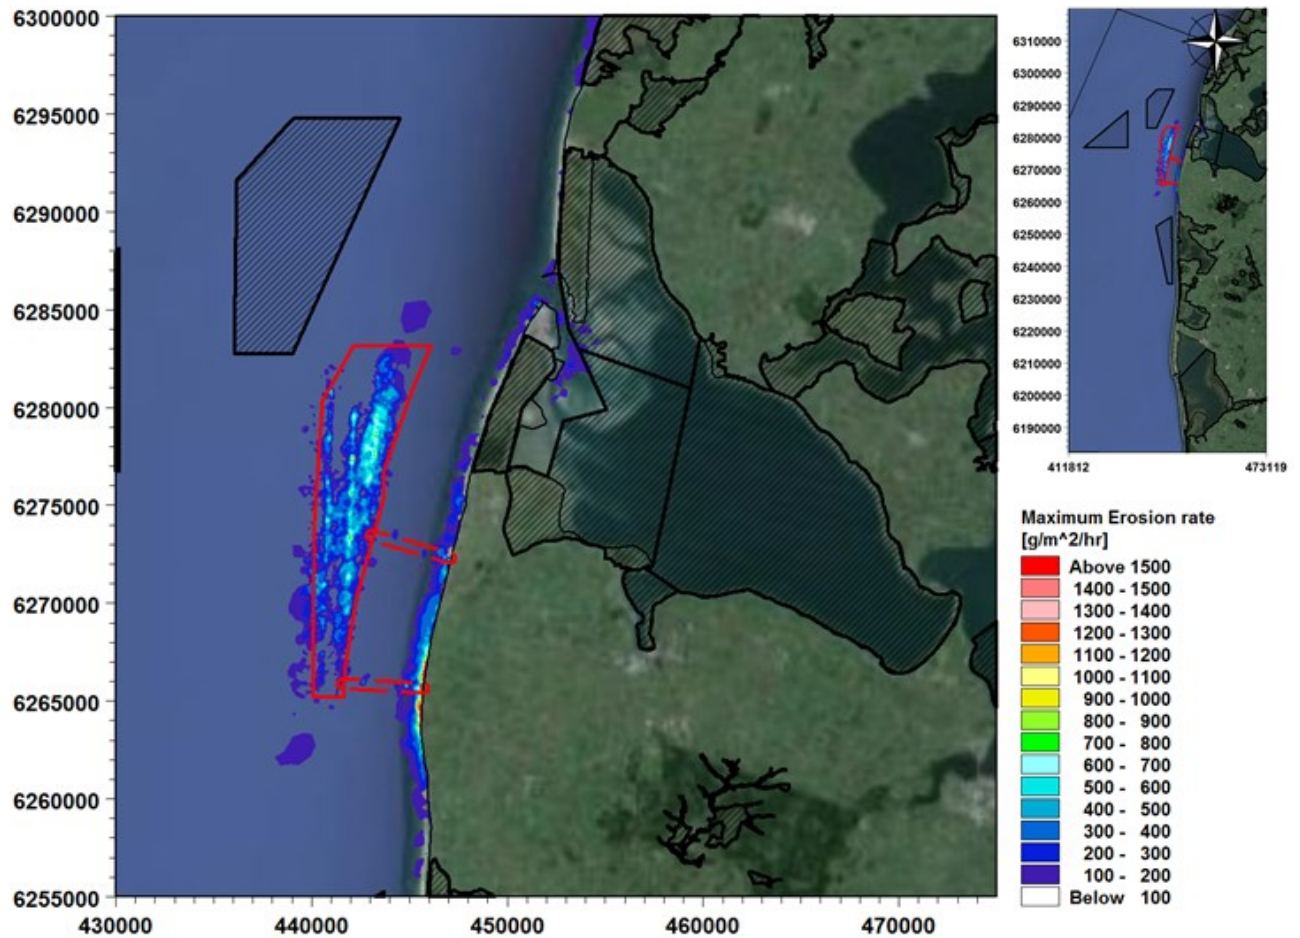 6300000
6295000
6290000
6285000
6280000
6275000
6270000
6265000
6260000
6255000
430000 440000 450000 460000 470000
6310000
6300000
6290000
6280000
6270000
6260000
6250000
6240000
6230000
6220000
6210000
6200000
6190000
411812 473119
Maximum Erosion rate
[g/m^2/hr]
Above 1500
1400 - 1500
1300 - 1400
1200 - 1300
1100 - 1200
1000 - 1100
900 - 1000
800 - 900
700 - 800
600 - 700
500 - 600
400 - 500
300 - 400
200 - 300
100 - 200
Below 100